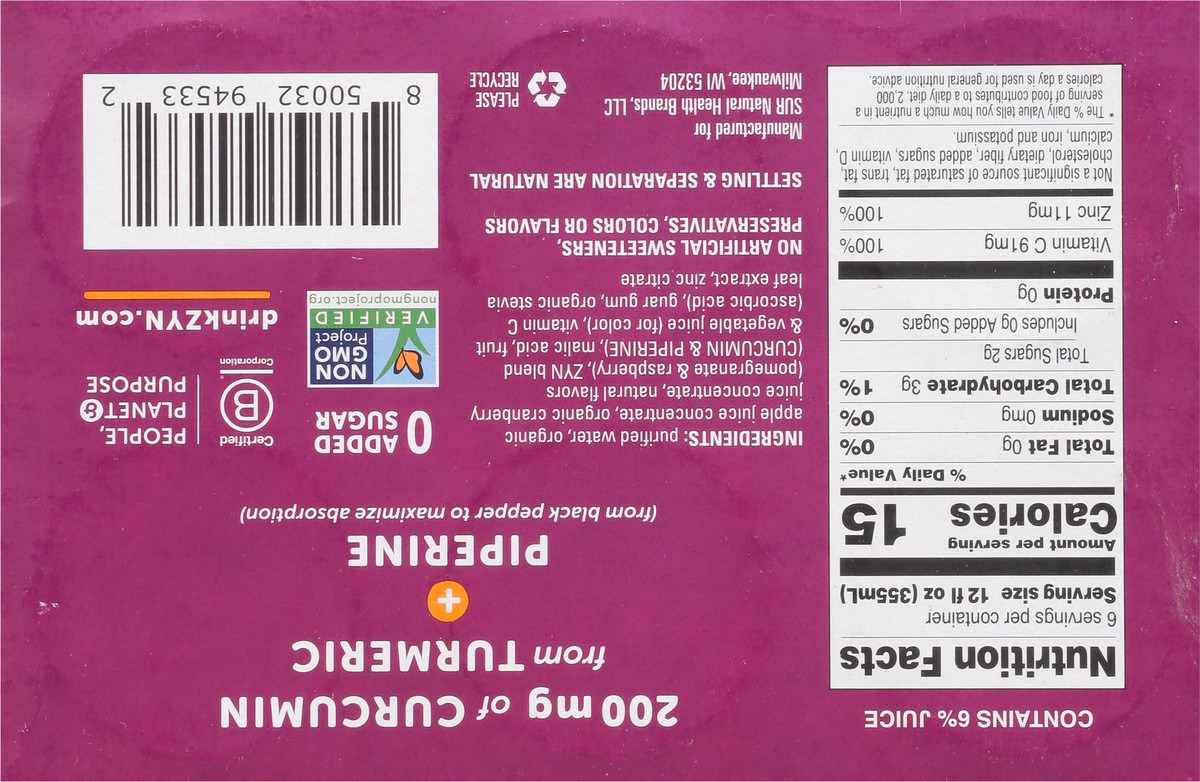 CONTAINS 6% JUICE
Nutrition Facts
6 servings per container
Serving size 12 fl oz (355mL)
Amount per serving
Calories 15
% Daily Value*
Total Fat 0g 0%
Sodium 0mg 0%
Total Carbohydrate 3g 1%
Total Sugars 2g
Includes 0g Added Sugars 0%
Protein 0g
Vitamin C 91mg 100%
Zinc 11mg 100%
Not a significant source of saturated fat, trans fat,
cholesterol, dietary fiber, added sugars, vitamin D,
calcium, iron and potassium.
* The % Daily Value tells you how much a nutrient in a
serving of food contributes to a daily diet. 2,000
calories a day is used for general nutrition advice.
200mg of CURCUMIN
from TURMERIC
+
PIPERINE
(from black pepper to maximize absorption)
INGREDIENTS: purified water, organic
apple juice concentrate, organic cranberry
juice concentrate, natural flavors
(pomegranate & raspberry), ZYN blend
(CURCUMIN & PIPERINE), malic acid, fruit
& vegetable juice (for color), vitamin C
(ascorbic acid), guar gum, organic stevia
leaf extract, zinc citrate
NO ARTIFICIAL SWEETENERS,
PRESERVATIVES, COLORS OR FLAVORS
SETTLING & SEPARATION ARE NATURAL
Manufactured for
SUR Natural Health Brands, LLC
Milwaukee, WI 53204
PLEASE
RECYCLE
0 ADDED
SUGAR
NON
GMO
Project
VERIFIED
nongmoproject.org
Certified
B
Corporation
PEOPLE,
PLANET &
PURPOSE
drinkZYN.com
8 50032 94533 2